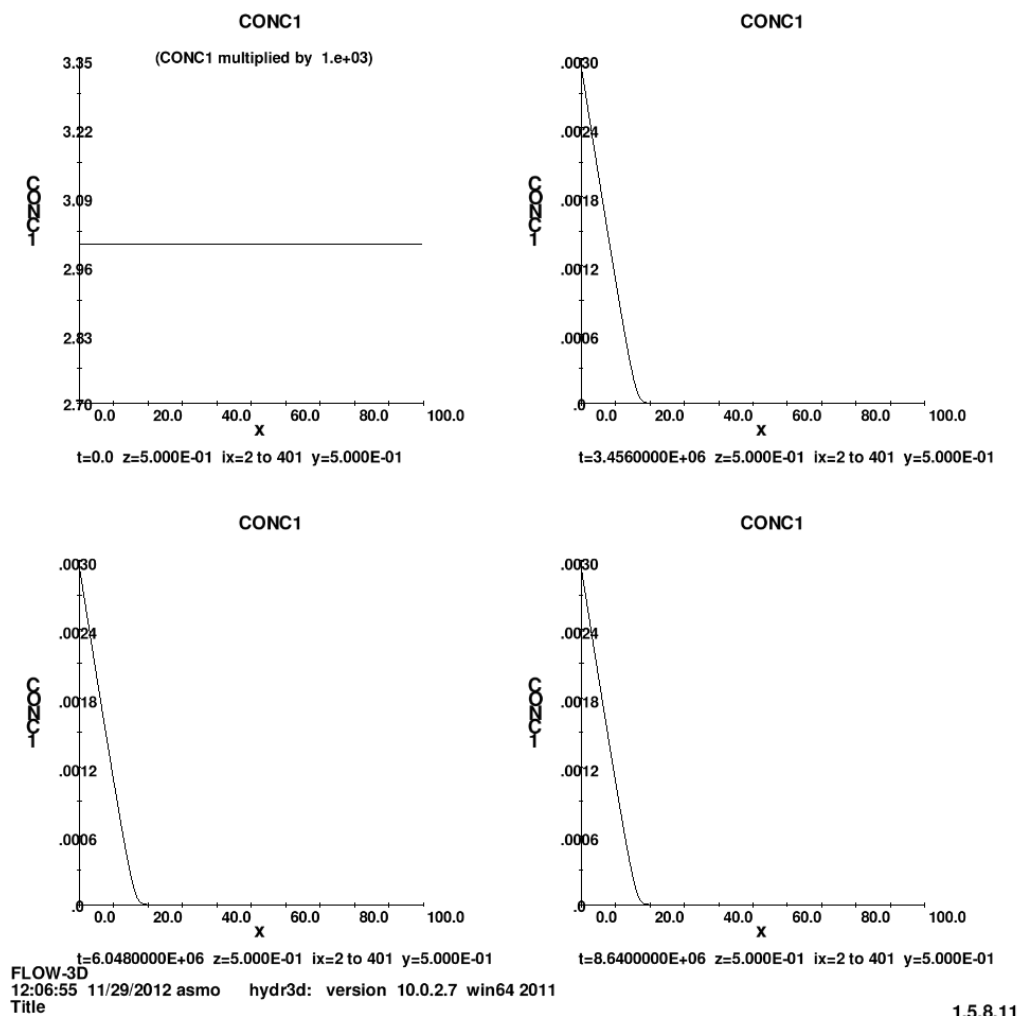 CONC1
(CONC1 multiplied by 1.e+03)
3.35
3.22
3.09
2.96
2.83
2.70
CONC1
0.0 20.0 40.0 60.0 80.0 100.0
x
t=0.0 z=5.000E-01 ix=2 to 401 y=5.000E-01
CONC1
.0030
.0024
.0018
.0012
.0006
.0
CONC1
0.0 20.0 40.0 60.0 80.0 100.0
x
t=3.4560000E+06 z=5.000E-01 ix=2 to 401 y=5.000E-01
CONC1
.0030
.0024
.0018
.0012
.0006
.0
CONC1
0.0 20.0 40.0 60.0 80.0 100.0
x
t=6.0480000E+06 z=5.000E-01 ix=2 to 401 y=5.000E-01
CONC1
.0030
.0024
.0018
.0012
.0006
.0
CONC1
0.0 20.0 40.0 60.0 80.0 100.0
x
t=8.6400000E+06 z=5.000E-01 ix=2 to 401 y=5.000E-01
FLOW-3D
12:06:55 11/29/2012 asmo hydr3d: version 10.0.2.7 win64 2011
Title
1.5.8.11